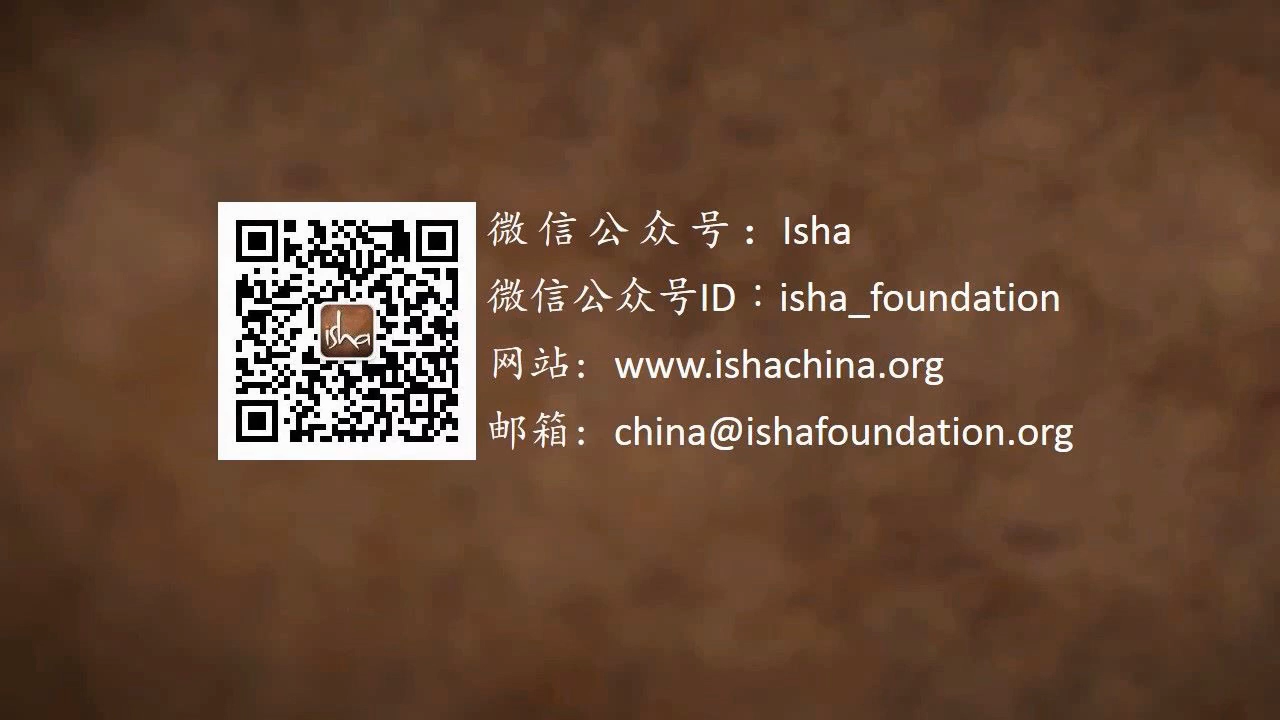 微信公众号：Isha
微信公众号ID：isha_foundation
isha
网站：www.ishachina.org
邮箱：china@ishafoundation.org